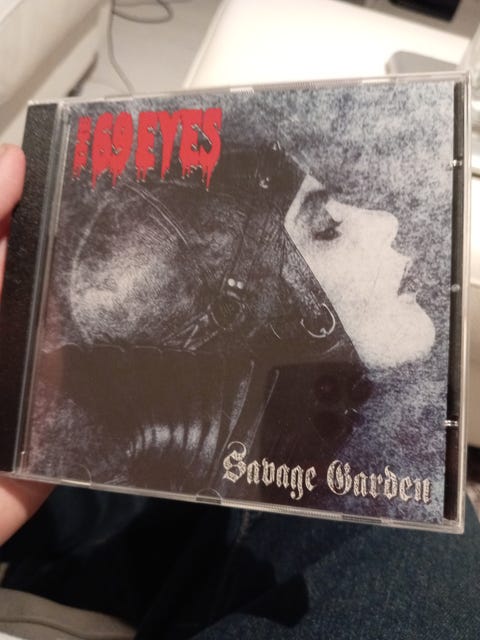 THE 69 EYES
Savage Garden